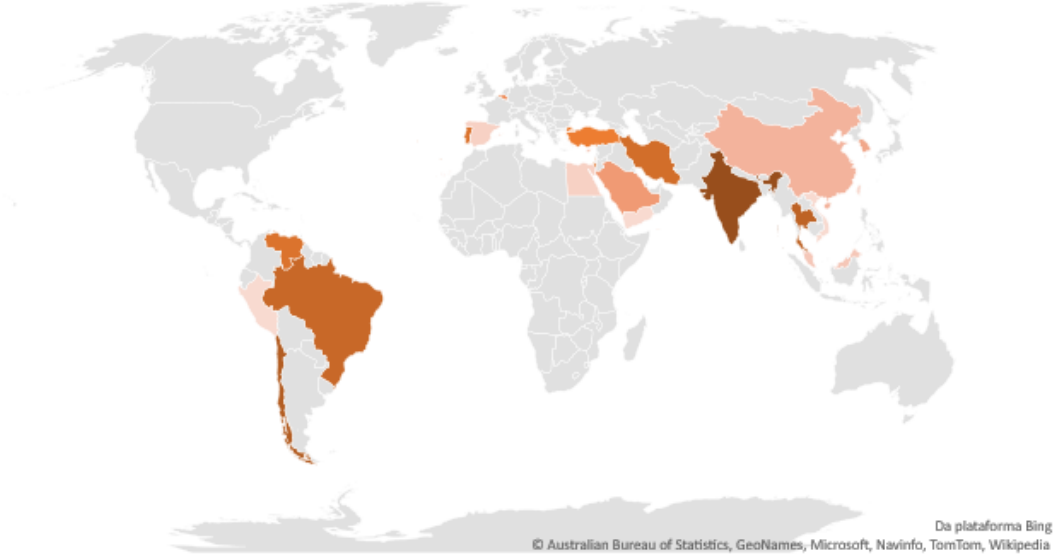 Da plataforma Bing
© Australian Bureau of Statistics, GeoNames, Microsoft, Navinfo, TomTom, Wikipedia